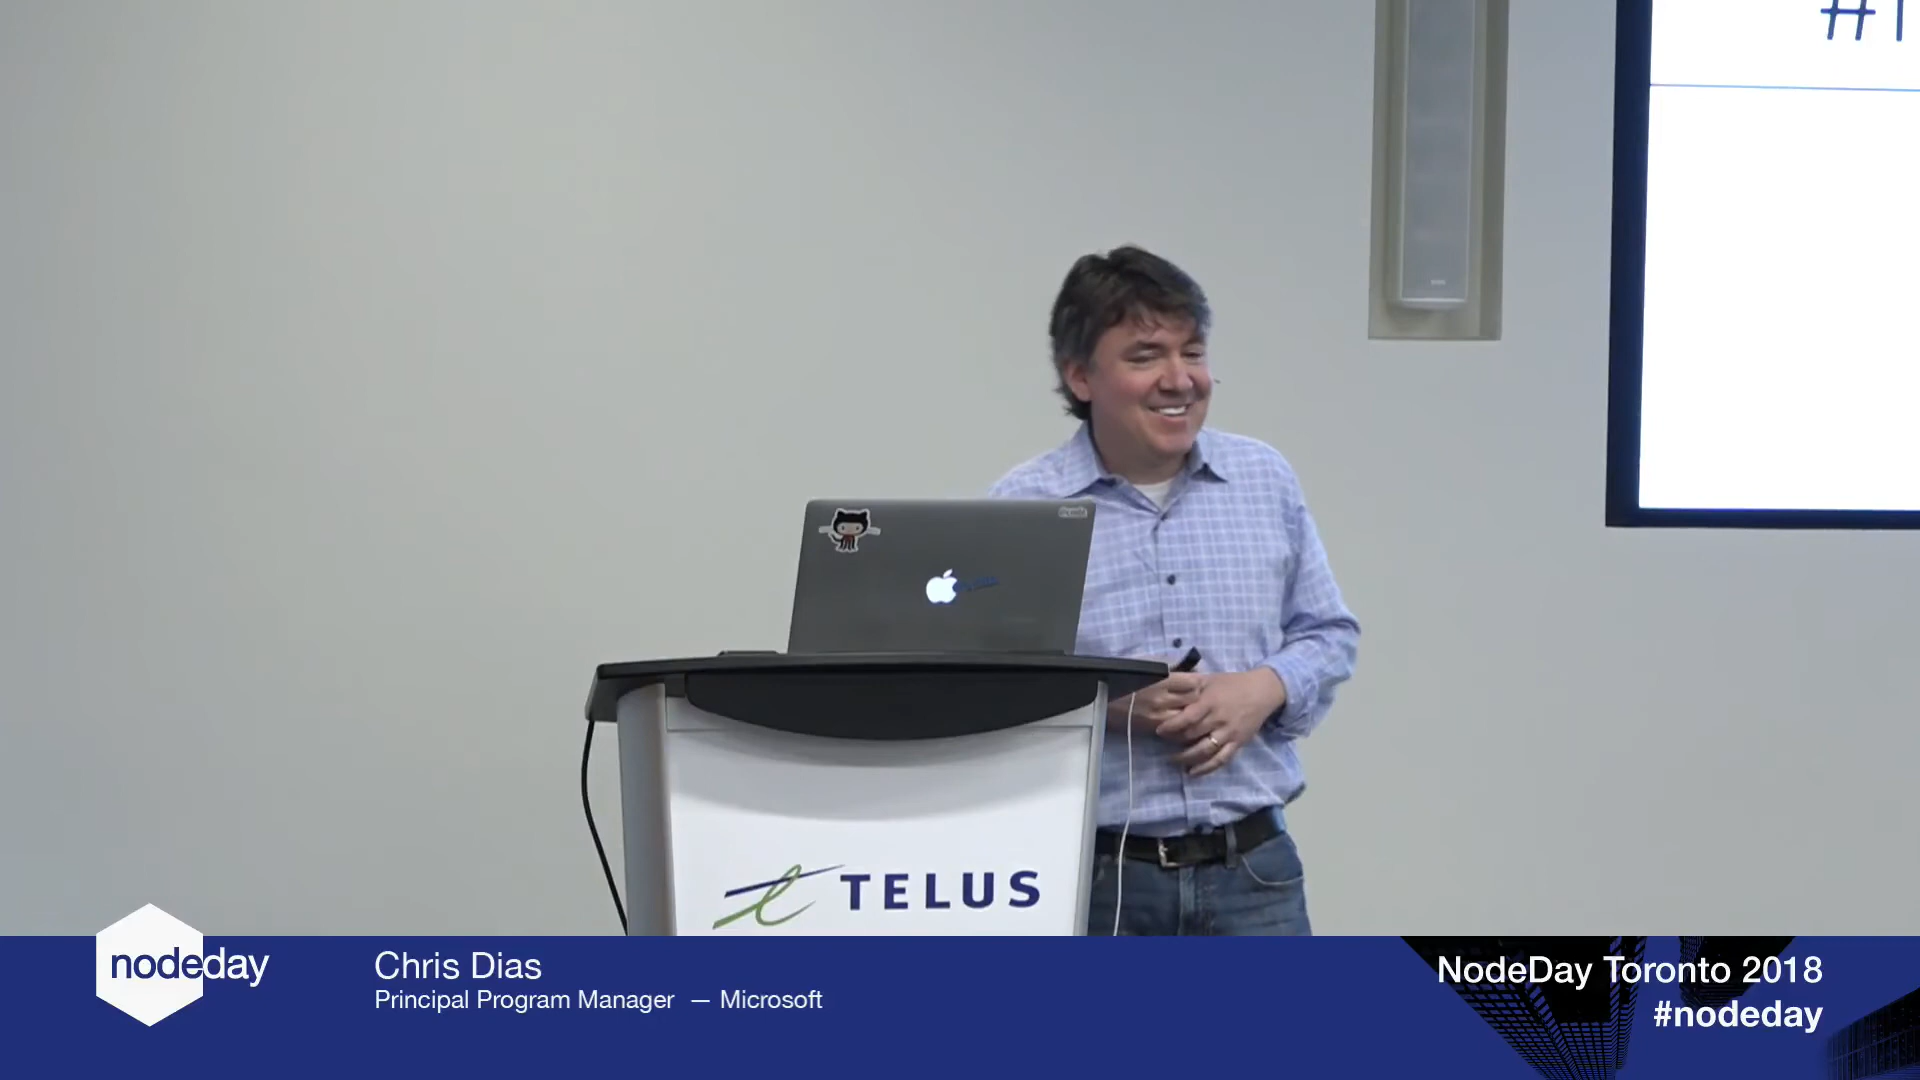 TELUS
nodeday
Chris Dias
Principal Program Manager — Microsoft
NodeDay Toronto 2018
#nodeday